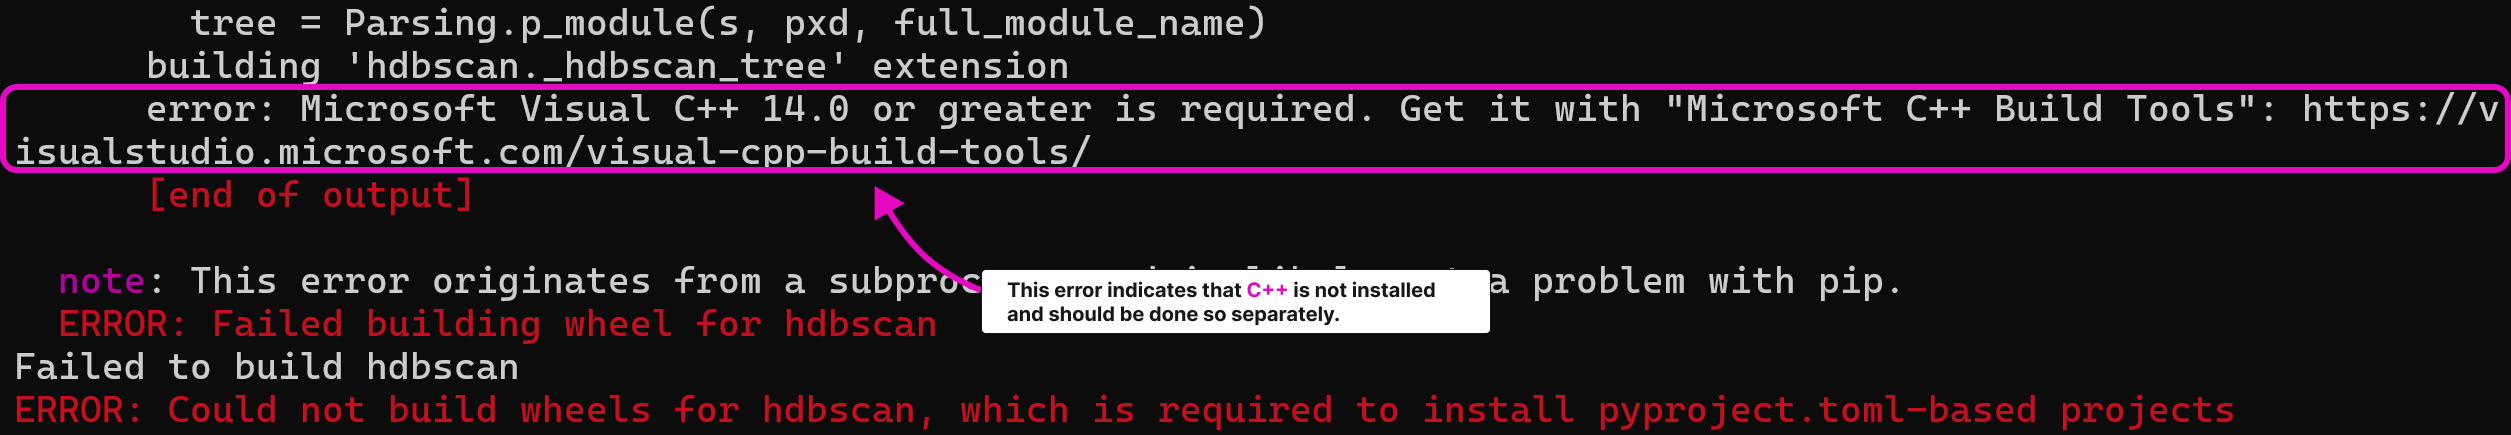 tree = Parsing.p_module(s, pxd, full_module_name)
building 'hdbscan._hdbscan_tree' extension
error: Microsoft Visual C++ 14.0 or greater is required. Get it with "Microsoft C++ Build Tools": https://v
isualstudio.microsoft.com/visual-cpp-build-tools/
[end of output]
note: This error originates from a subproc a problem with pip.
This error indicates that C++ is not installed
and should be done so separately.
ERROR: Failed building wheel for hdbscan
Failed to build hdbscan
ERROR: Could not build wheels for hdbscan, which is required to install pyproject.toml-based projects